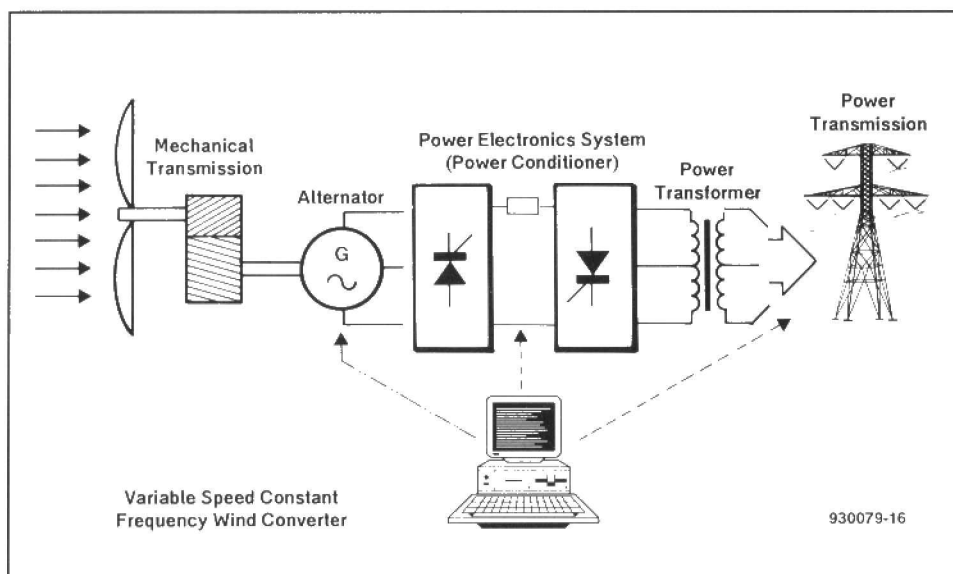 Mechanical
Transmission
Alternator
G
Power Electronics System
(Power Conditioner)
Power
Transformer
Power
Transmission
Variable Speed Constant
Frequency Wind Converter
930079-16